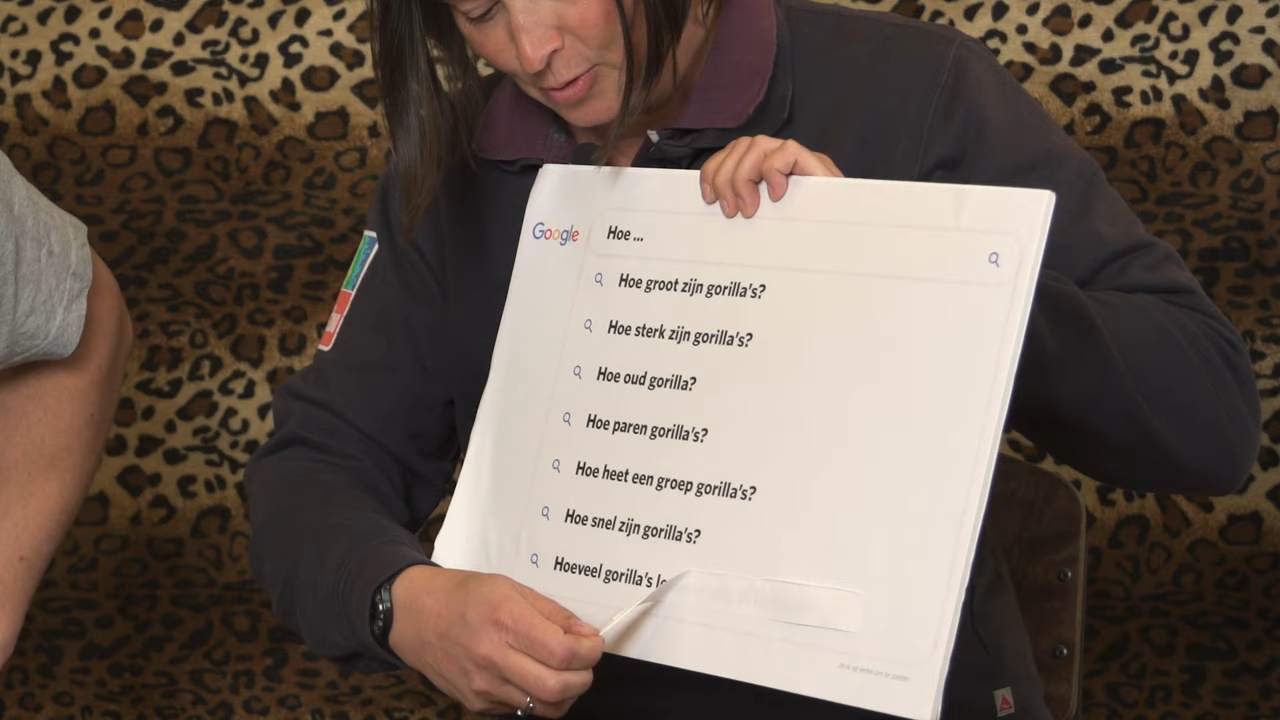 Google
Hoe ...
Hoe groot zijn gorilla's?
Hoe sterk zijn gorilla's?
Hoe oud gorilla?
Hoe paren gorilla's?
Hoe heet een groep gorilla's?
Hoe snel zijn gorilla's?
Hoeveel gorilla's